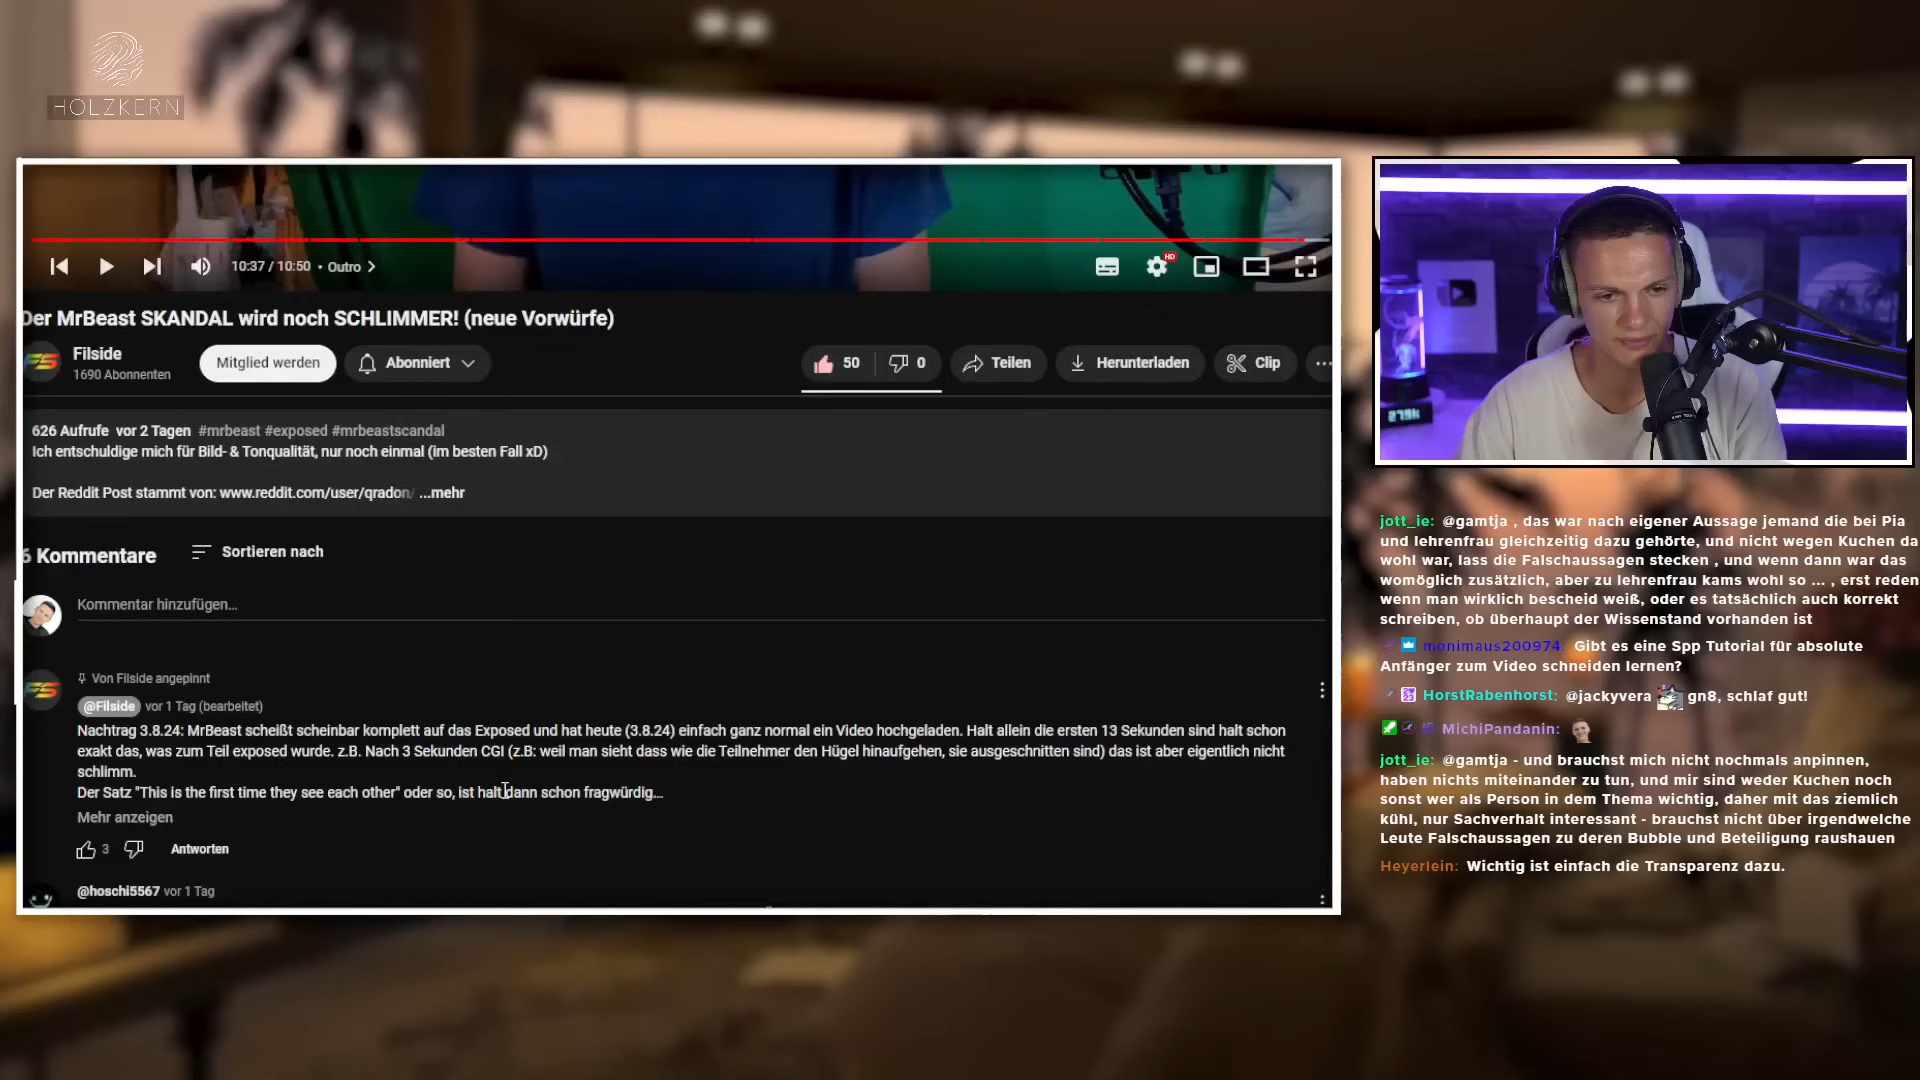 HOLZKERN
10:37 / 10:50 • Outro
HD
Der MrBeast SKANDAL wird noch SCHLIMMER! (neue Vorwürfe)
Filside
1690 Abonnenten
Mitglied werden
Abonniert
50
0
Teilen
Herunterladen
Clip
626 Aufrufe vor 2 Tagen #mrbeast #exposed #mrbeastscandal
Ich entschuldige mich für Bild- & Tonqualität, nur noch einmal (im besten Fall xD)
Der Reddit Post stammt von: www.reddit.com/user/qradon/ ...mehr
6 Kommentare
Sortieren nach
Kommentar hinzufügen...
Von Filside angepinnt
@Filside vor 1 Tag (bearbeitet)
Nachtrag 3.8.24: MrBeast scheißt scheinbar komplett auf das Exposed und hat heute (3.8.24) einfach ganz normal ein Video hochgeladen. Halt allein die ersten 13 Sekunden sind halt schon
exakt das, was zum Teil exposed wurde. z.B. Nach 3 Sekunden CGI (z.B: weil man sieht dass wie die Teilnehmer den Hügel hinaufgehen, sie ausgeschnitten sind) das ist aber eigentlich nicht
schlimm.
Der Satz "This is the first time they see each other" oder so, ist halt dann schon fragwürdig...
Mehr anzeigen
3
Antworten
@hoschi5567 vor 1 Tag
279k
jott_ie: @gamtja , das war nach eigener Aussage jemand die bei Pia
und lehrenfrau gleichzeitig dazu gehörte, und nicht wegen Kuchen da
wohl war, lass die Falschaussagen stecken , und wenn dann war das
womöglich zusätzlich, aber zu lehrenfrau kams wohl so ... , erst reden
wenn man wirklich bescheid weiß, oder es tatsächlich auch korrekt
schreiben, ob überhaupt der Wissenstand vorhanden ist
monimaus200974: Gibt es eine Spp Tutorial für absolute
Anfänger zum Video schneiden lernen?
HorstRabenhorst: @jackyvera gn8, schlaf gut!
MichiPandanin:
jott_ie: @gamtja - und brauchst mich nicht nochmals anpinnen,
haben nichts miteinander zu tun, und mir sind weder Kuchen noch
sonst wer als Person in dem Thema wichtig, daher mit das ziemlich
kühl, nur Sachverhalt interessant - brauchst nicht über irgendwelche
Leute Falschaussagen zu deren Bubble und Beteiligung raushauen
Heyerlein: Wichtig ist einfach die Transparenz dazu.